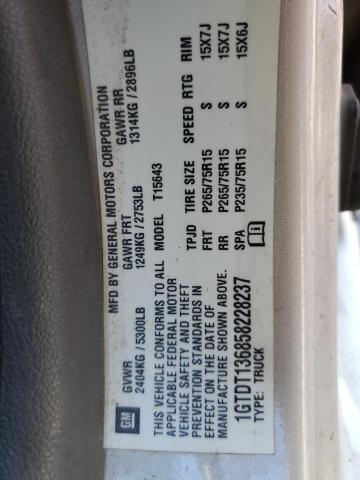 GM
MFD BY GENERAL MOTORS CORPORATION
GVWR GAWR FRT GAWR RR
2404KG / 5300LB 1249KG / 2753LB 1314KG / 2896LB
THIS VEHICLE CONFORMS TO ALL
APPLICABLE FEDERAL MOTOR
VEHICLE SAFETY AND THEFT
PREVENTION STANDARDS IN
EFFECT ON THE DATE OF
MANUFACTURE SHOWN ABOVE.
1GTDT136858228237
TYPE: TRUCK
MODEL T15643
TPJD TIRE SIZE SPEED RTG RIM
FRT P265/75R15 S 15X7J
RR P265/75R15 S 15X7J
SPA P235/75R15 S 15X6J